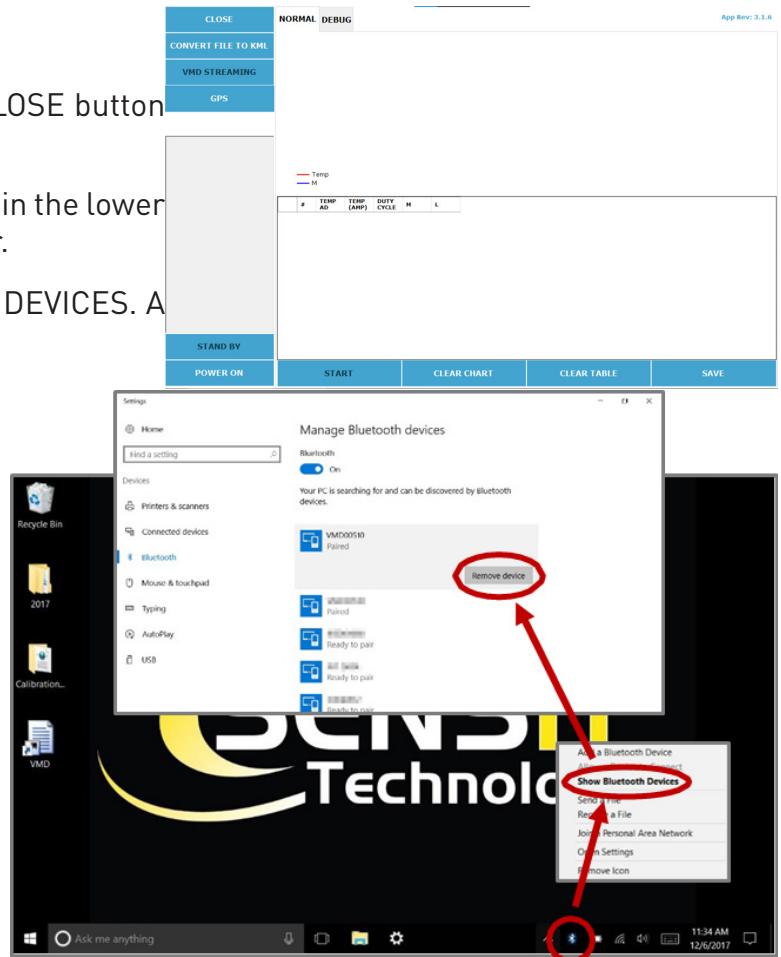 CLOSE
NORMAL DEBUG
App Rev: 3.1.6
CONVERT FILE TO KML
VMD STREAMING
GPS
LOSE button
in the lower
DEVICES. A
Temp
M
# TEMP AD TEMP (AMP) DUTY CYCLE M L
STAND BY
POWER ON START CLEAR CHART CLEAR TABLE SAVE
Settings
Home
Find a setting
Devices
Printers & scanners
Connected devices
Bluetooth
Mouse & touchpad
Typing
AutoPlay
USB
Manage Bluetooth devices
Bluetooth
On
Your PC is searching for and can be discovered by Bluetooth
devices.
VMD00510
Paired
Remove device
Paired
Ready to pair
Ready to pair
Ready to pair
Recycle Bin
2017
Calibration...
VMD
SENSIT
Technolo
a Bluetooth Device
Show Bluetooth Devices
Send a File
a File
Join a Personal Area Network
Open Settings
Remove Icon
Ask me anything
11:34 AM
12/6/2017